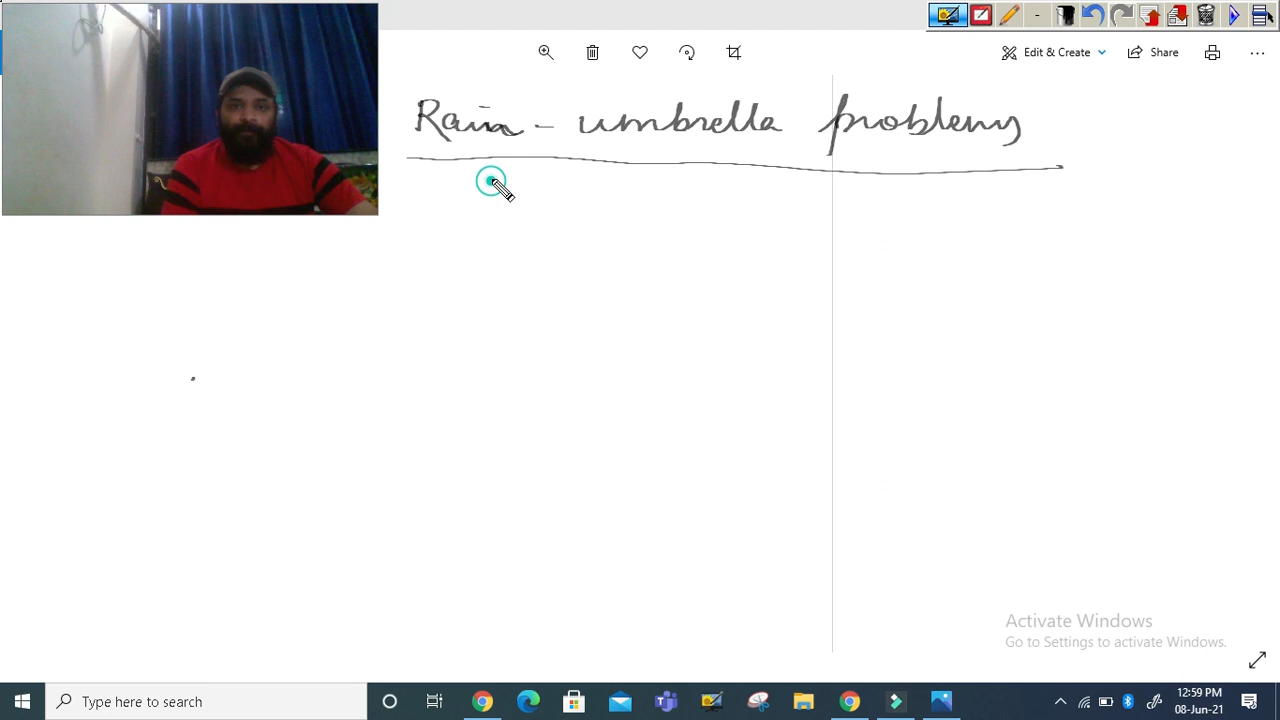 Edit & Create
Share
Rain - umbrella problems
Activate Windows
Go to Settings to activate Windows.
Type here to search
12:59 PM
08-Jun-21